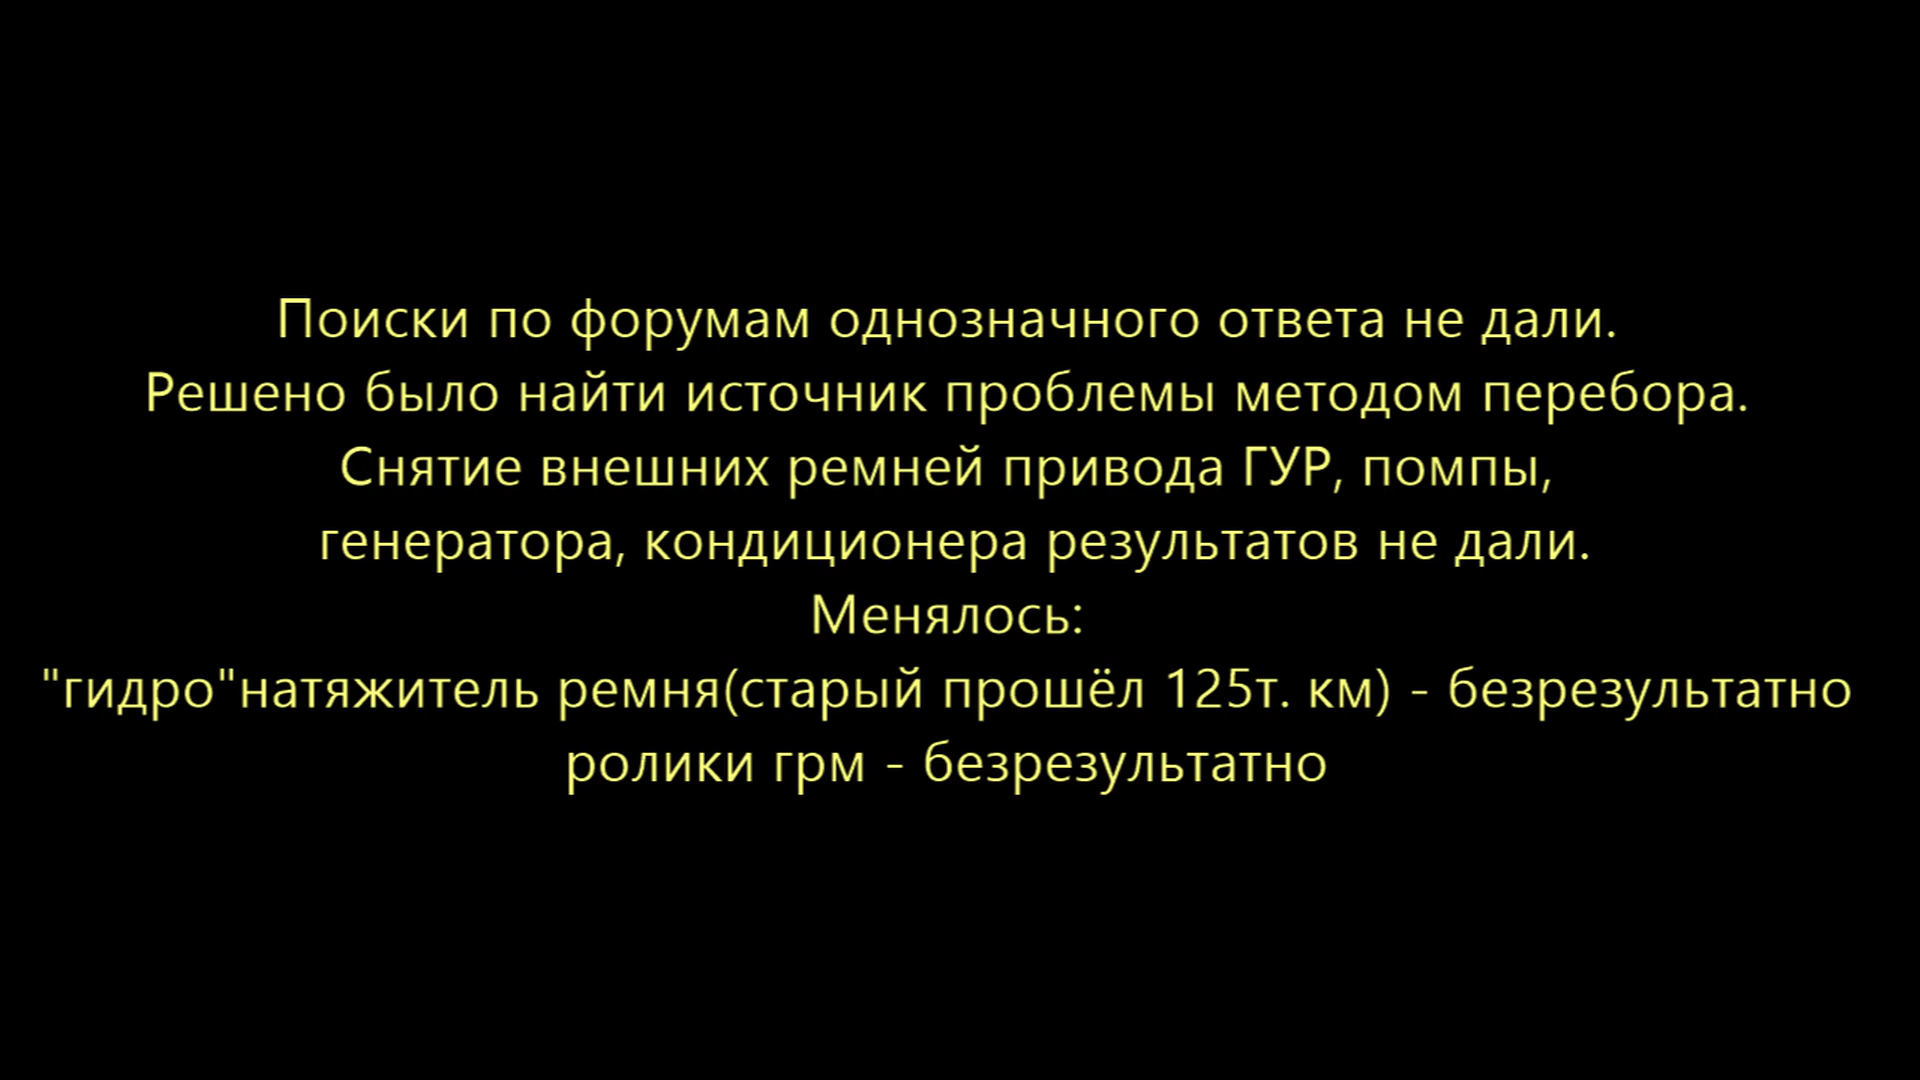 Поиски по форумам однозначного ответа не дали.
Решено было найти источник проблемы методом перебора.
Снятие внешних ремней привода ГУР, помпы,
генератора, кондиционера результатов не дали.
Менялось:
"гидро"натяжитель ремня(старый прошёл 125т. км) - безрезультатно
ролики грм - безрезультатно